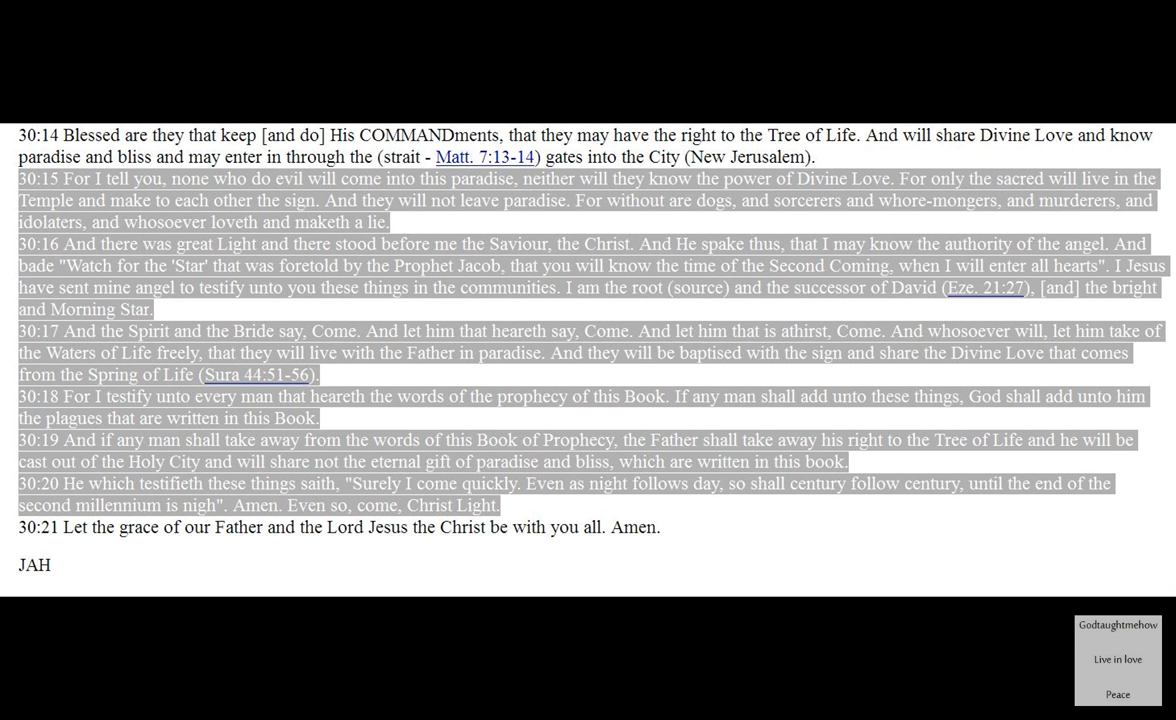 30:14 Blessed are they that keep [and do] His COMMANDments, that they may have the right to the Tree of Life. And will share Divine Love and know
paradise and bliss and may enter in through the (strait - Matt. 7:13-14) gates into the City (New Jerusalem).
30:15 For I tell you, none who do evil will come into this paradise, neither will they know the power of Divine Love. For only the sacred will live in the
Temple and make to each other the sign. And they will not leave paradise. For without are dogs, and sorcerers and whore-mongers, and murderers, and
idolaters, and whosoever loveth and maketh a lie.
30:16 And there was great Light and there stood before me the Saviour, the Christ. And He spake thus, that I may know the authority of the angel. And
bade "Watch for the 'Star' that was foretold by the Prophet Jacob, that you will know the time of the Second Coming, when I will enter all hearts". I Jesus
have sent mine angel to testify unto you these things in the communities. I am the root (source) and the successor of David (Eze. 21:27), [and] the bright
and Morning Star.
30:17 And the Spirit and the Bride say, Come. And let him that heareth say, Come. And let him that is athirst, Come. And whosoever will, let him take of
the Waters of Life freely, that they will live with the Father in paradise. And they will be baptised with the sign and share the Divine Love that comes
from the Spring of Life (Sura 44:51-56).
30:18 For I testify unto every man that heareth the words of the prophecy of this Book. If any man shall add unto these things, God shall add unto him
the plagues that are written in this Book.
30:19 And if any man shall take away from the words of this Book of Prophecy, the Father shall take away his right to the Tree of Life and he will be
cast out of the Holy City and will share not the eternal gift of paradise and bliss, which are written in this book.
30:20 He which testifieth these things saith, "Surely I come quickly. Even as night follows day, so shall century follow century, until the end of the
second millennium is nigh". Amen. Even so, come, Christ Light.
30:21 Let the grace of our Father and the Lord Jesus the Christ be with you all. Amen.
JAH
Godtaughtmehow
Live in love
Peace